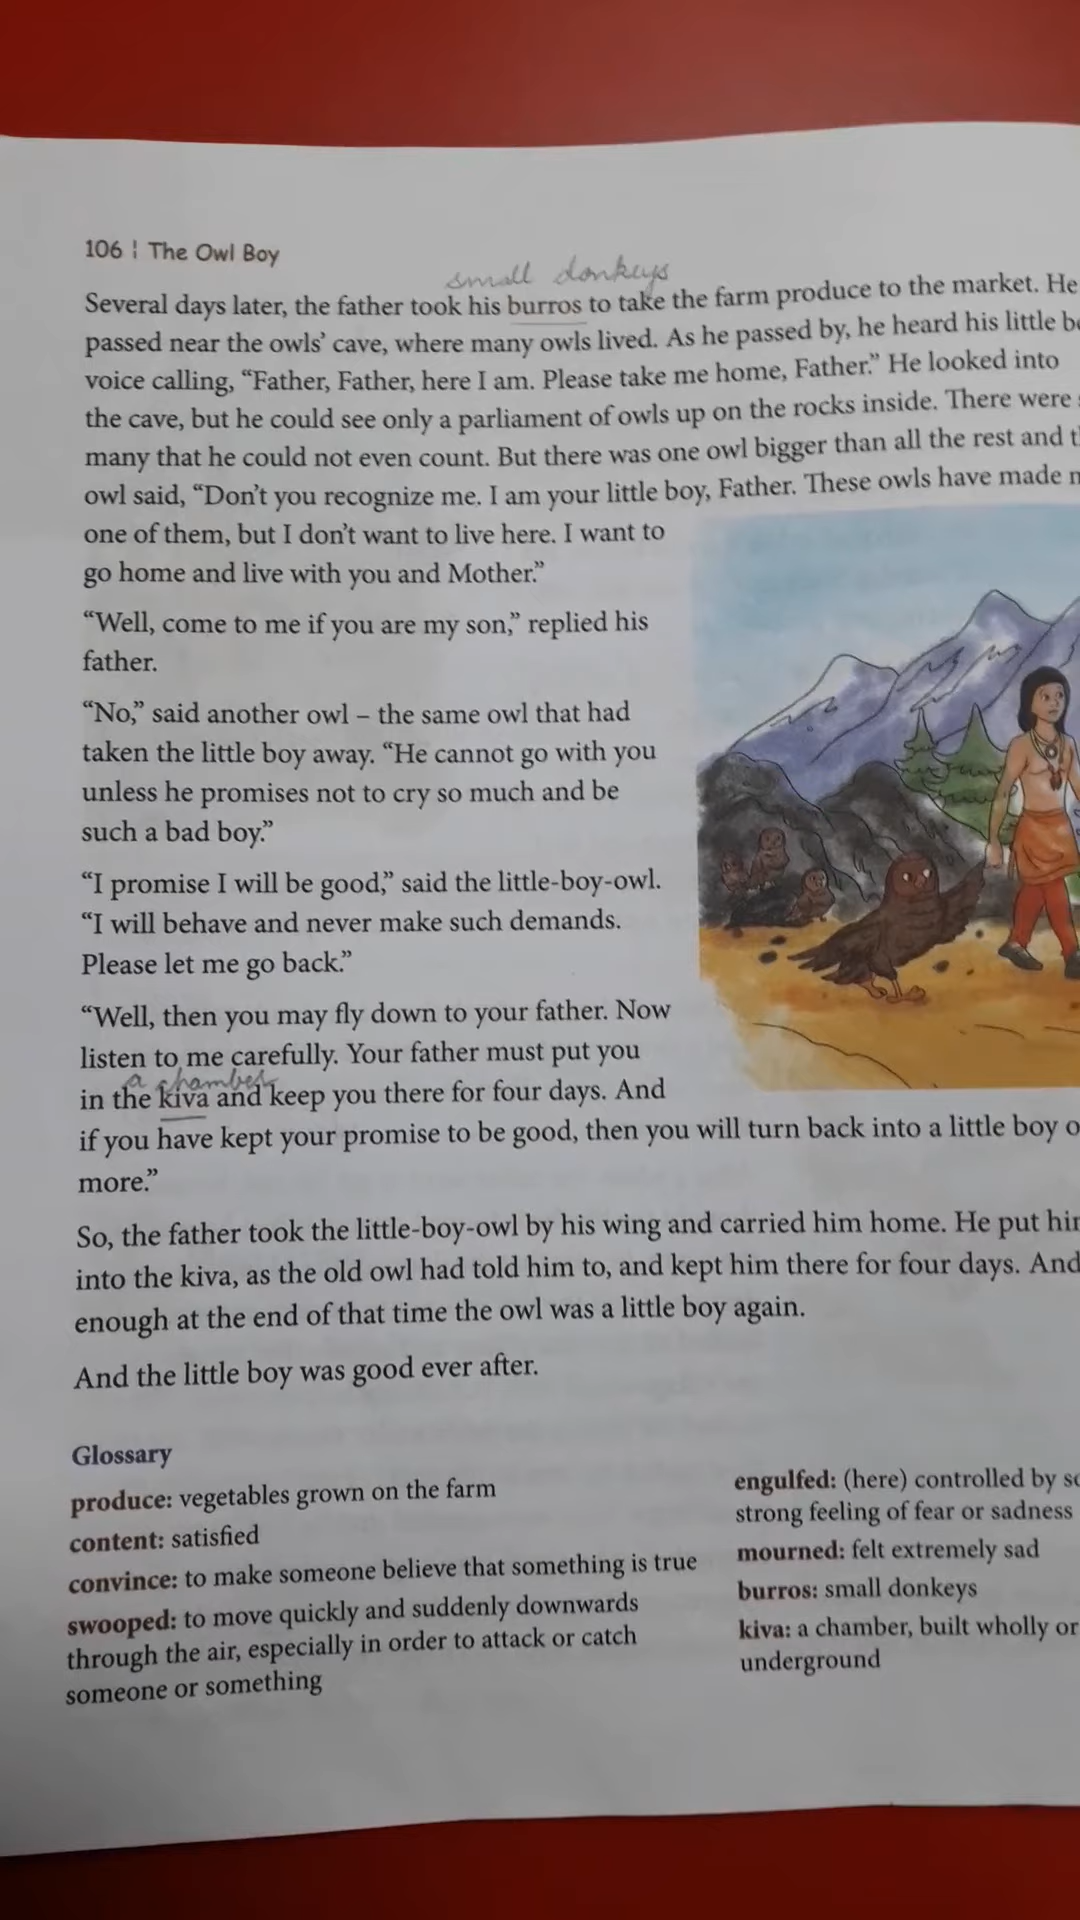 106 ¦ The Owl Boy
small donkeys
Several days later, the father took his burros to take the farm produce to the market. He
passed near the owls’ cave, where many owls lived. As he passed by, he heard his little
voice calling, “Father, Father, here I am. Please take me home, Father.” He looked into
the cave, but he could see only a parliament of owls up on the rocks inside. There were
many that he could not even count. But there was one owl bigger than all the rest and
owl said, “Don’t you recognize me. I am your little boy, Father. These owls have made
one of them, but I don’t want to live here. I want to
go home and live with you and Mother.”
“Well, come to me if you are my son,” replied his
father.
“No,” said another owl – the same owl that had
taken the little boy away. “He cannot go with you
unless he promises not to cry so much and be
such a bad boy.”
“I promise I will be good,” said the little-boy-owl.
“I will behave and never make such demands.
Please let me go back.”
“Well, then you may fly down to your father. Now
listen to me carefully. Your father must put you
a chamber
in the kiva and keep you there for four days. And
if you have kept your promise to be good, then you will turn back into a little boy
more.”
So, the father took the little-boy-owl by his wing and carried him home. He put
into the kiva, as the old owl had told him to, and kept him there for four days. And
enough at the end of that time the owl was a little boy again.
And the little boy was good ever after.
Glossary
produce: vegetables grown on the farm
content: satisfied
convince: to make someone believe that something is true
swooped: to move quickly and suddenly downwards
through the air, especially in order to attack or catch
someone or something
engulfed: (here) controlled by
strong feeling of fear or sadness
mourned: felt extremely sad
burros: small donkeys
kiva: a chamber, built wholly or
underground